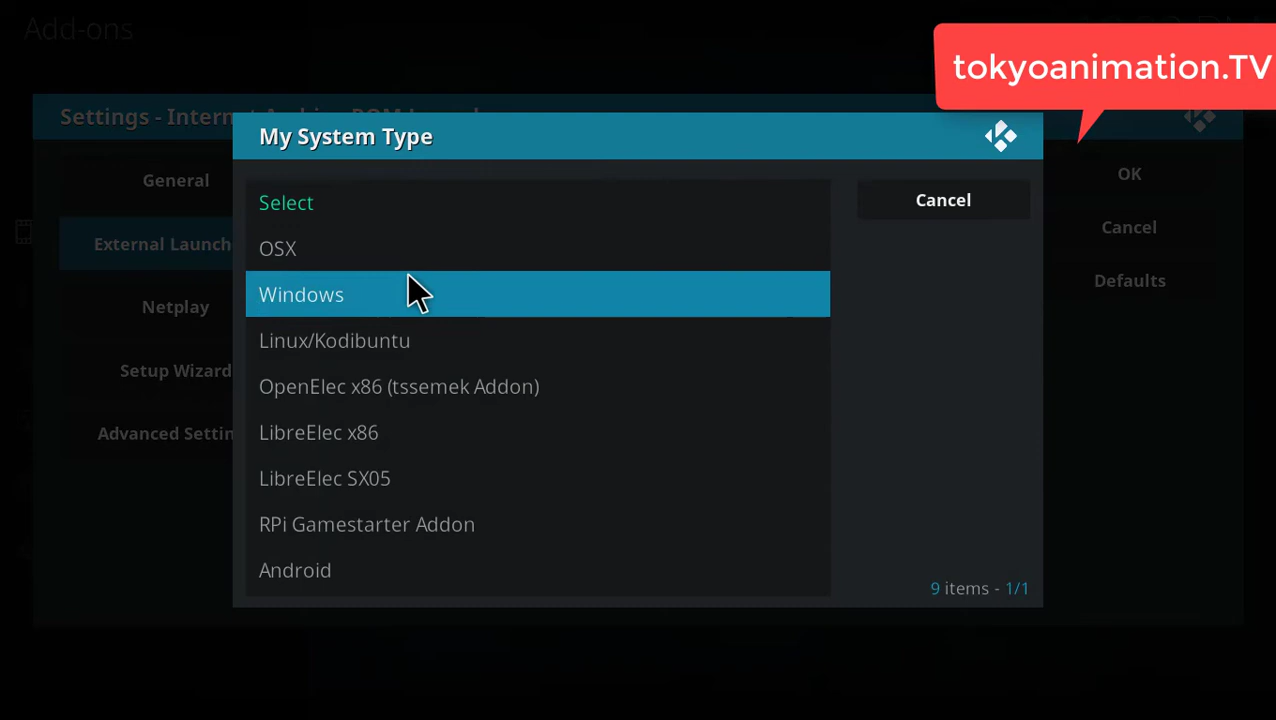 Add-ons
tokyoanimation.TV
Settings - Internet
My System Type
General
External Launch
Netplay
Setup Wizard
Advanced Settin
Select
OSX
Windows
Linux/Kodibuntu
OpenElec x86 (tssemek Addon)
LibreElec x86
LibreElec SX05
RPi Gamestarter Addon
Android
Cancel
9 items - 1/1
OK
Cancel
Defaults